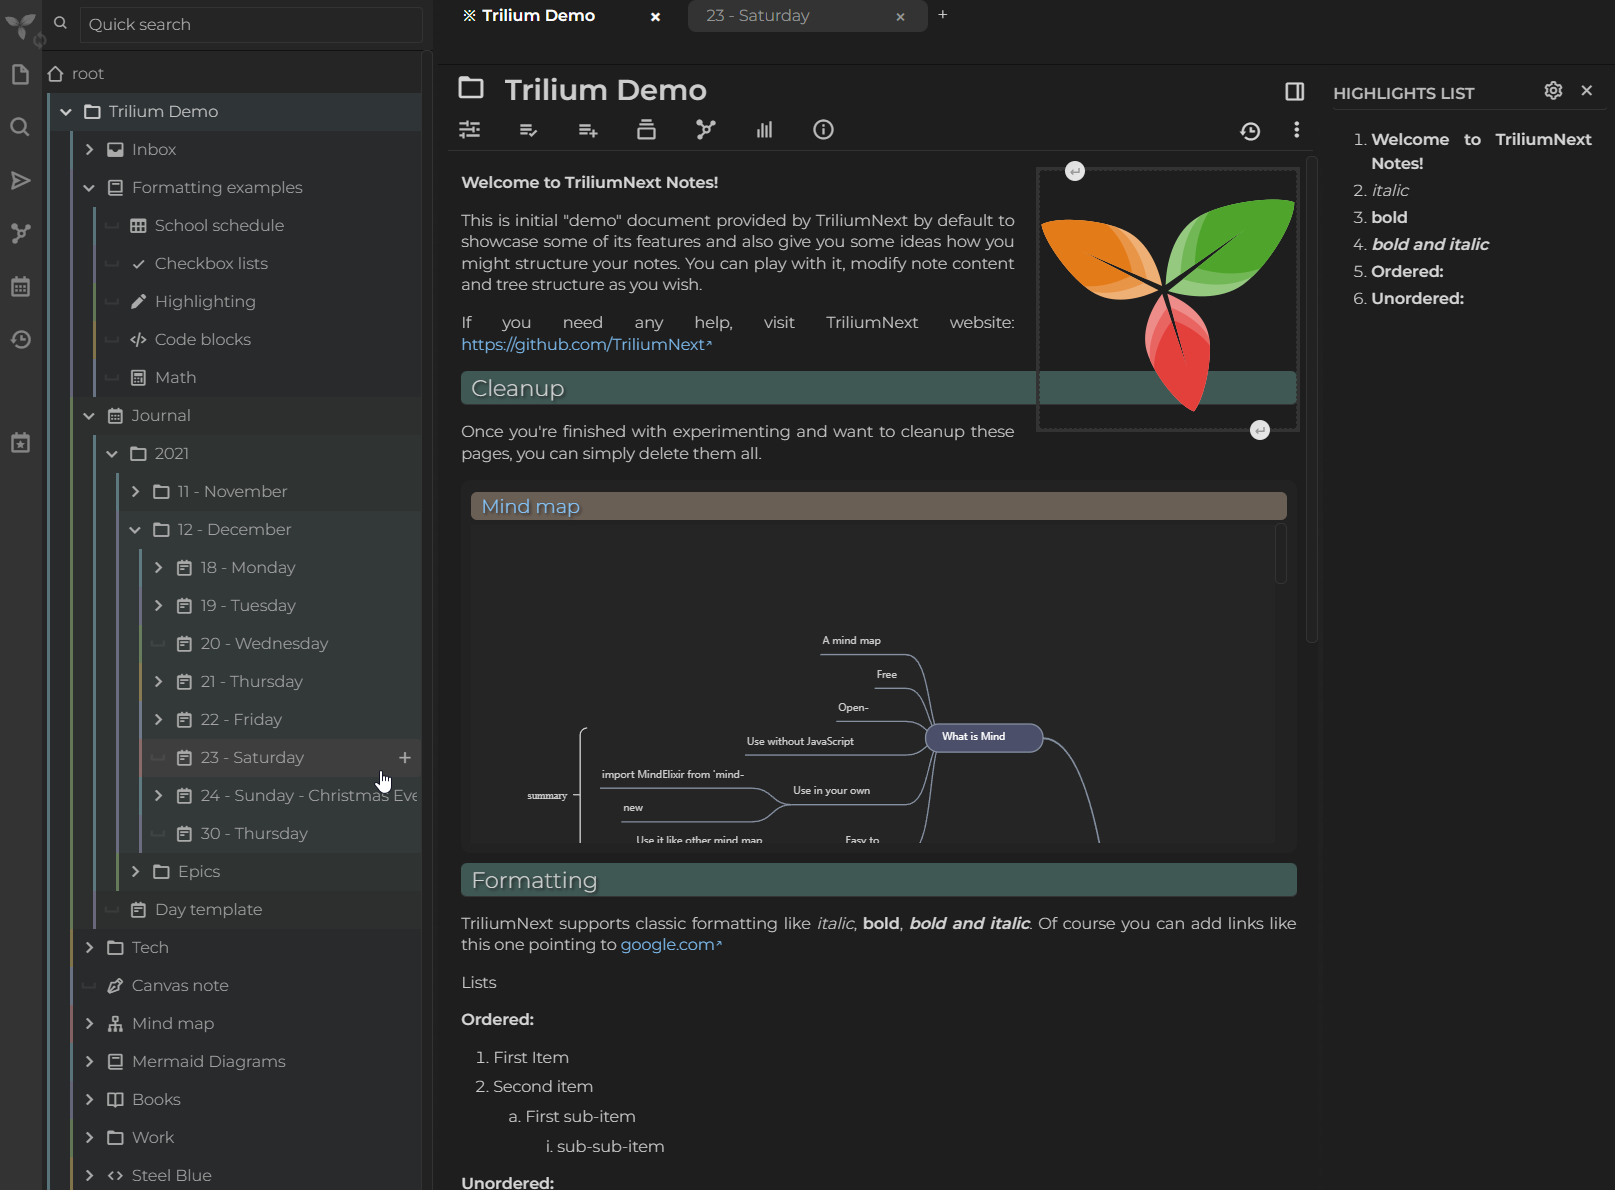 Quick search
※ Trilium Demo
23 - Saturday
root
Trilium Demo
Inbox
Formatting examples
School schedule
Checkbox lists
Highlighting
Code blocks
Math
Journal
2021
11 - November
12 - December
18 - Monday
19 - Tuesday
20 - Wednesday
21 - Thursday
22 - Friday
23 - Saturday
24 - Sunday - Christmas Eve
30 - Thursday
Epics
Day template
Tech
Canvas note
Mind map
Mermaid Diagrams
Books
Work
Steel Blue
Trilium Demo
Welcome to TriliumNext Notes!
This is initial "demo" document provided by TriliumNext by default to
showcase some of its features and also give you some ideas how you
might structure your notes. You can play with it, modify note content
and tree structure as you wish.
If you need any help, visit TriliumNext website:
https://github.com/TriliumNext
Cleanup
Once you're finished with experimenting and want to cleanup these
pages, you can simply delete them all.
Mind map
A mind map
Free
Open-
Use without JavaScript
What is Mind
import MindElixir from 'mind-
Use in your own
summary
new
Use it like other mind map
Easy to
Formatting
TriliumNext supports classic formatting like italic, bold, bold and italic. Of course you can add links like
this one pointing to google.com
Lists
Ordered:
1. First Item
2. Second item
a. First sub-item
i. sub-sub-item
Unordered:
HIGHLIGHTS LIST
1. Welcome to TriliumNext
Notes!
2. italic
3. bold
4. bold and italic
5. Ordered:
6. Unordered: